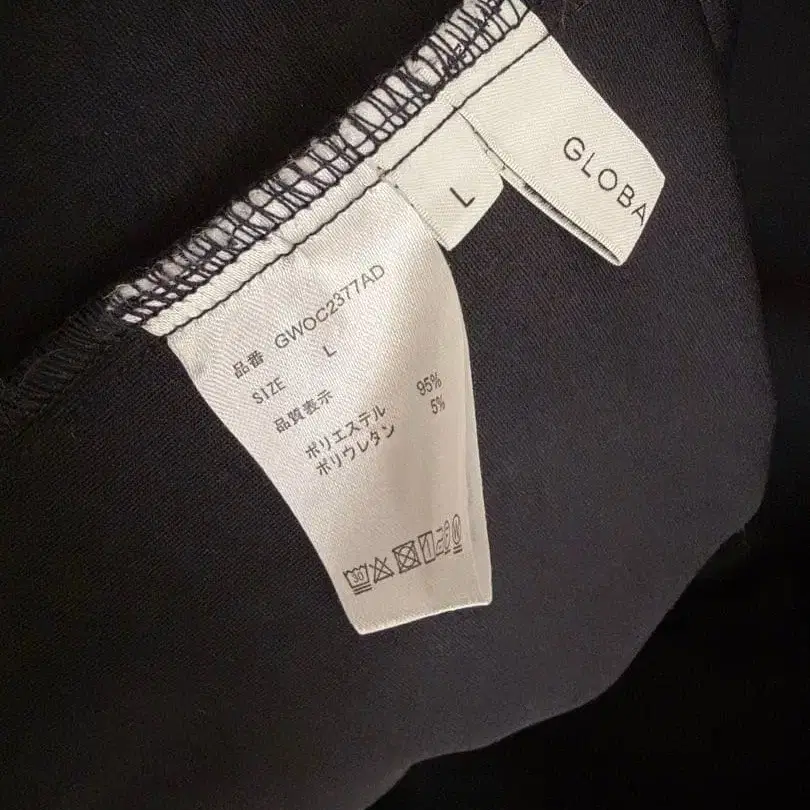 GLOBA
L
品番 GWOC2377AD
SIZE L
品質表示
ポリエステル 95%
ポリウレタン 5%
30